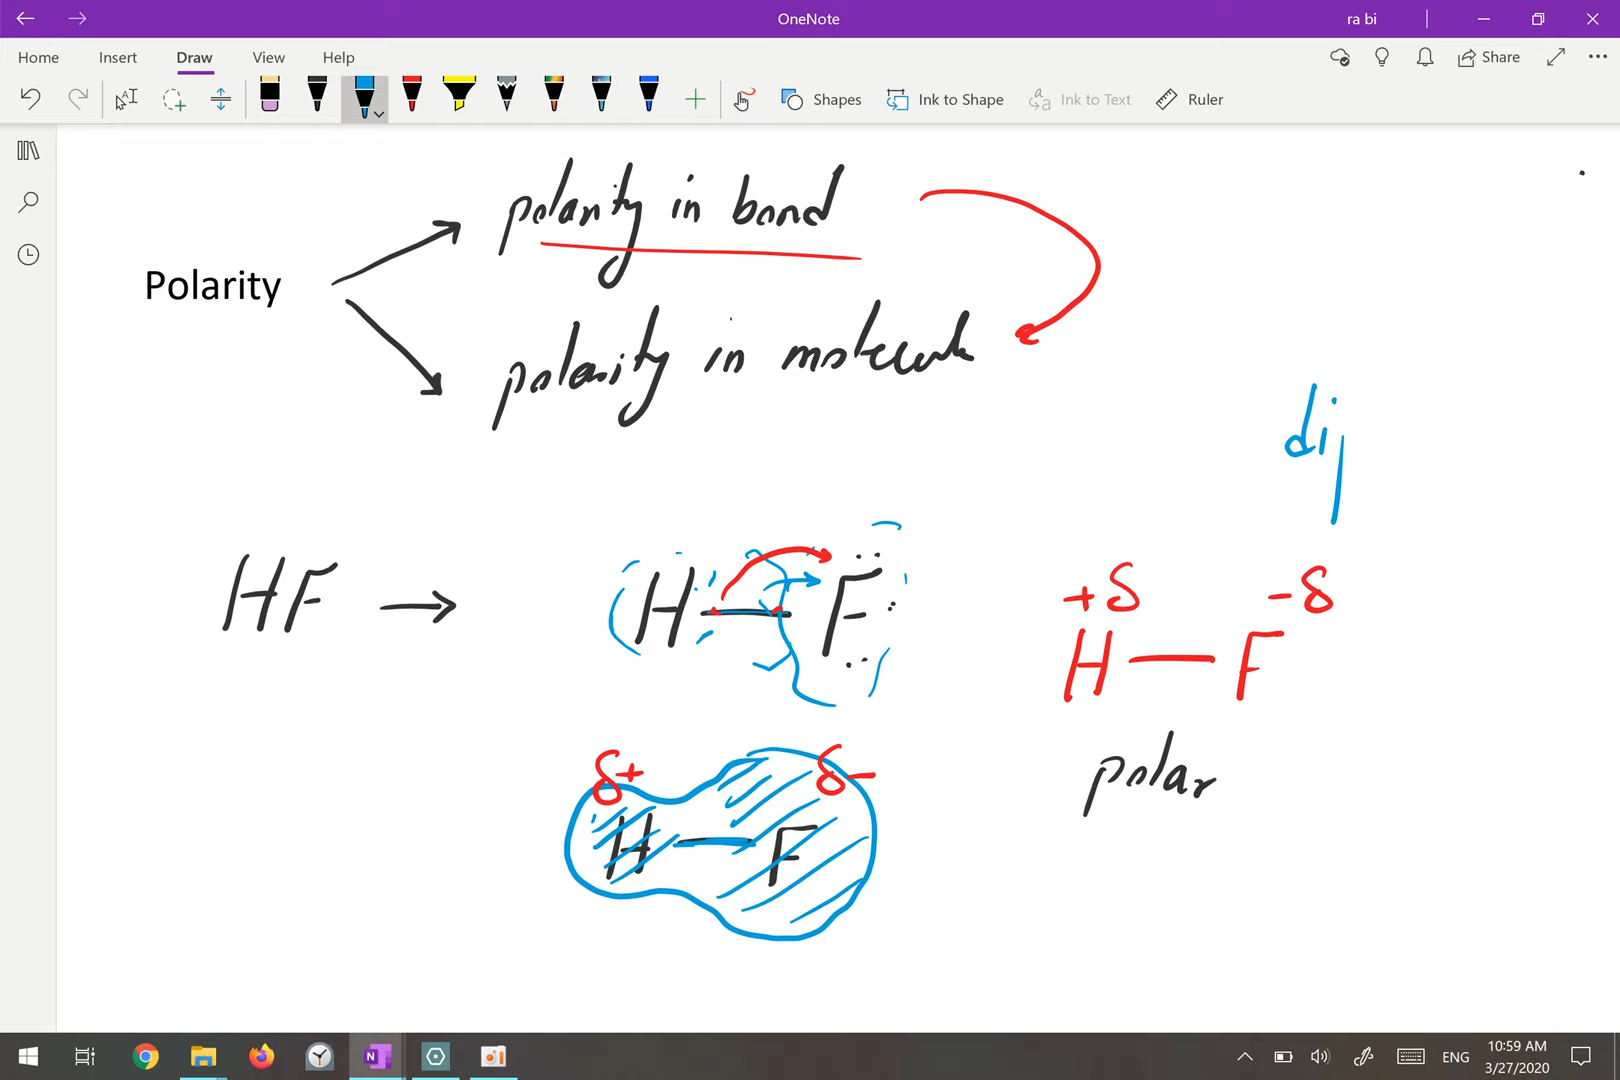 OneNote
ra bi
Home Insert Draw View Help
Share
Shapes Ink to Shape Ink to Text Ruler
polarity in bond
Polarity
polarity in molecule
dij
HF → H — F
+δ -δ
H — F
polar
δ+ δ-
H — F
ENG
10:59 AM
3/27/2020